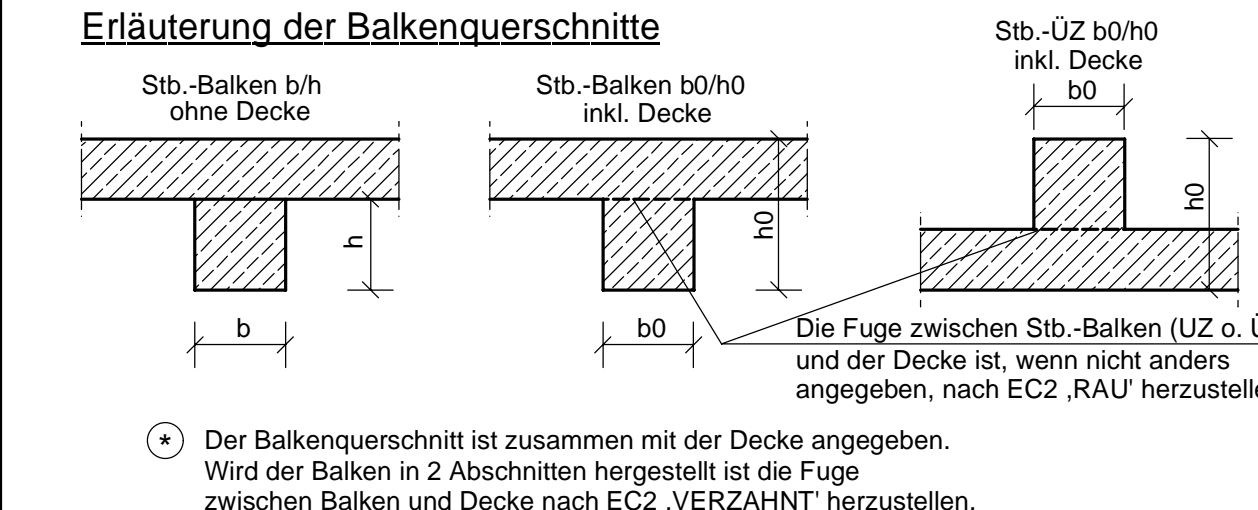 Erläuterung der Balkenquerschnitte
Stb.-Balken b/h
ohne Decke
h
b
Stb.-Balken b0/h0
inkl. Decke
h0
b0
Stb.-ÜZ b0/h0
inkl. Decke
b0
h0
Die Fuge zwischen Stb.-Balken (UZ o.
und der Decke ist, wenn nicht anders
angegeben, nach EC2 ‚RAU'
* Der Balkenquerschnitt ist zusammen mit der Decke angegeben.
Wird der Balken in 2 Abschnitten hergestellt ist die Fuge
zwischen Balken und Decke nach EC2 ‚VERZAHNT' herzustellen.